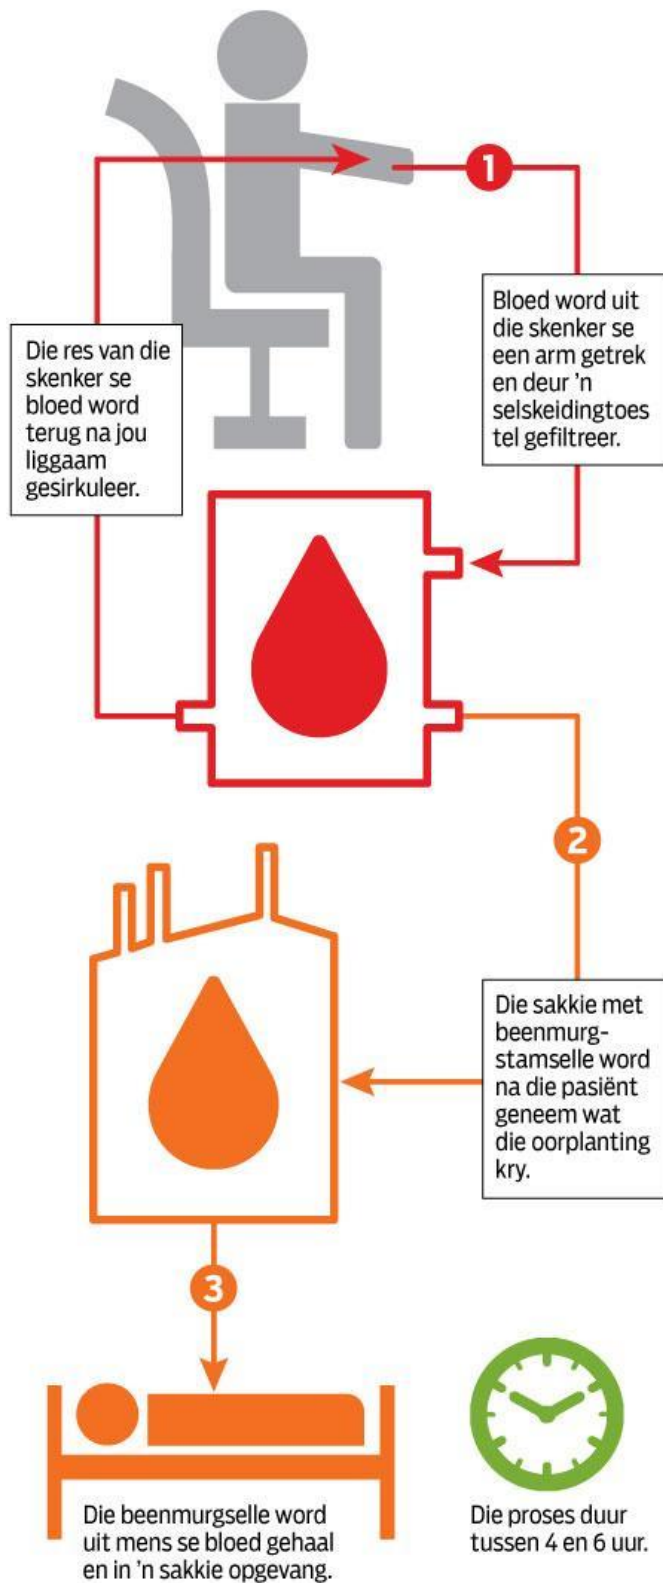 1
Bloed word uit
die skenker se
een arm getrek
en deur 'n
selskeidingtoes
tel gefiltreer.
Die res van die
skenker se
bloed word
terug na jou
liggaam
gesirkuleer.
2
Die sakkie met
beenmurg-
stamselle word
na die pasiënt
geneem wat
die oorplanting
kry.
3
Die beenmurgselle word
uit mens se bloed gehaal
en in 'n sakkie opgevang.
Die proses duur
tussen 4 en 6 uur.